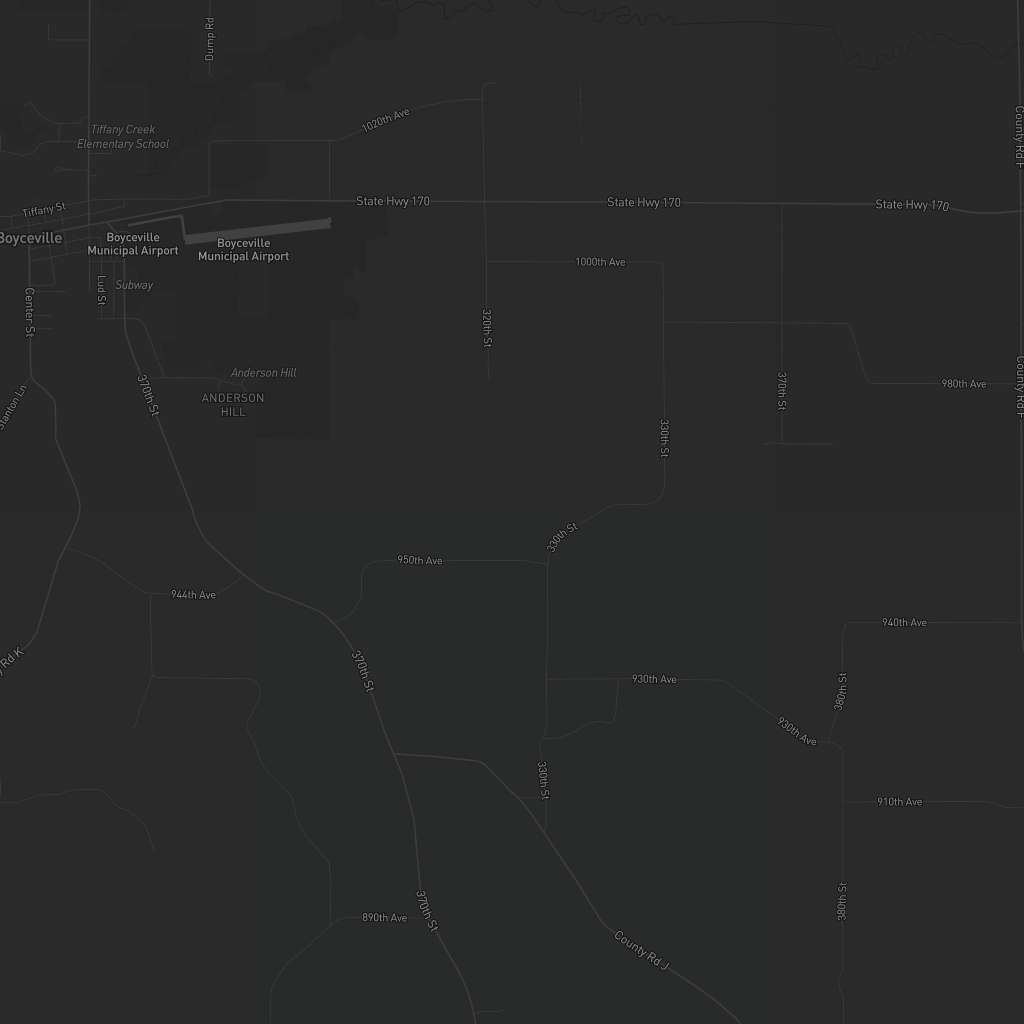 Dump Rd
County Rd F
1020th Ave
Tiffany Creek
Elementary School
State Hwy 170
State Hwy 170
State Hwy 170
Tiffany St
Boyceville
Boyceville
Municipal Airport
Boyceville
Municipal Airport
1000th Ave
Lud St
Subway
Center St
320th St
Anderson Hill
ANDERSON
HILL
370th St
370th St
980th Ave
County Rd F
Stanton Ln
330th St
330th St
950th Ave
944th Ave
940th Ave
y Rd K
370th St
930th Ave
380th St
930th Ave
330th St
910th Ave
380th St
890th Ave
370th St
County Rd J